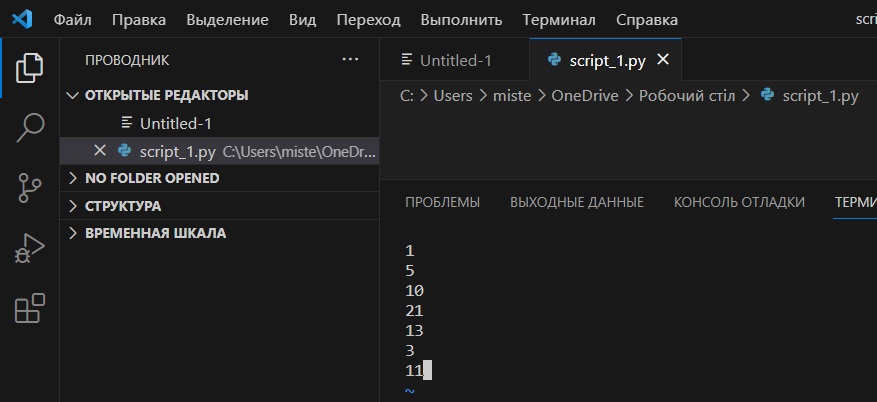 Файл Правка Выделение Вид Переход Выполнить Терминал Справка scri
ПРОВОДНИК ...
ОТКРЫТЫЕ РЕДАКТОРЫ
Untitled-1
script_1.py C:\Users\miste\OneDr...
NO FOLDER OPENED
СТРУКТУРА
ВРЕМЕННАЯ ШКАЛА
Untitled-1 script_1.py
C: > Users > miste > OneDrive > Робочий стіл > script_1.py
ПРОБЛЕМЫ ВЫХОДНЫЕ ДАННЫЕ КОНСОЛЬ ОТЛАДКИ ТЕРМИ
1
5
10
21
13
3
11
~